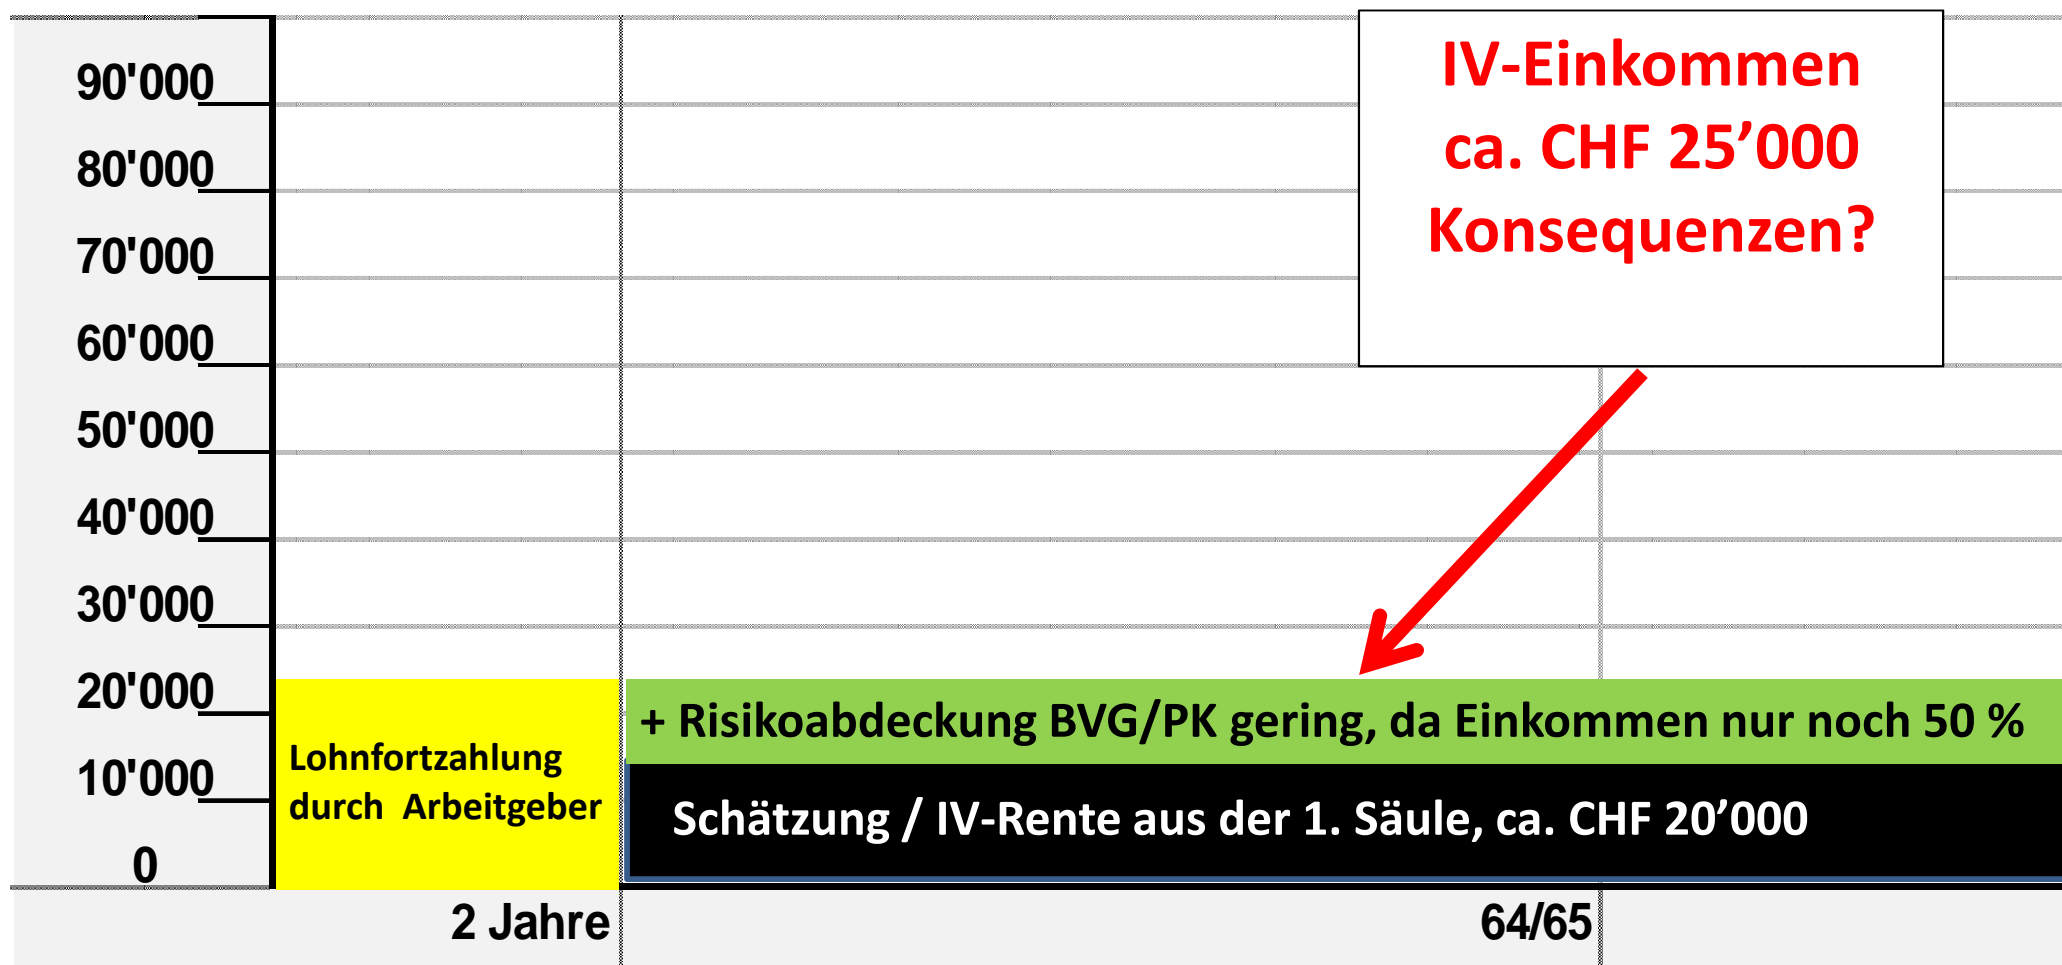 IV-Einkommen
ca. CHF 25’000
Konsequenzen?
90'000
80'000
70'000
60'000
50'000
40'000
30'000
20'000
10'000
0
+ Risikoabdeckung BVG/PK gering, da Einkommen nur noch 50 %
Lohnfortzahlung
durch Arbeitgeber
Schätzung / IV-Rente aus der 1. Säule, ca. CHF 20’000
2 Jahre
64/65